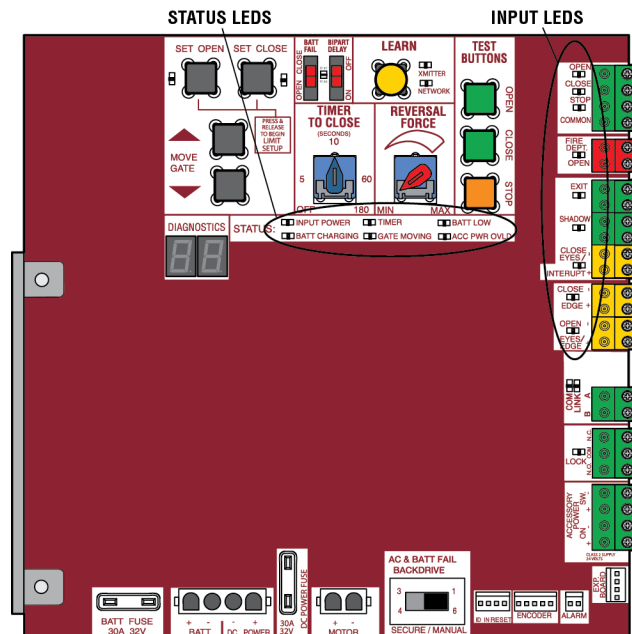 STATUS LEDS
INPUT LEDS
SET OPEN
SET CLOSE
BATT FAIL
BIPART DELAY
OPEN CLOSE
ON OFF
LEARN
XMITTER
NETWORK
TEST BUTTONS
OPEN
CLOSE
STOP
PRESS & RELEASE TO BEGIN LIMIT SETUP
MOVE GATE
TIMER TO CLOSE
(SECONDS)
10
5
60
OFF
180
REVERSAL FORCE
MIN
MAX
DIAGNOSTICS
88
STATUS:
INPUT POWER
TIMER
BATT LOW
BATT CHARGING
GATE MOVING
ACC PWR OVLD
OPEN
CLOSE
STOP
COMMON
FIRE DEPT. OPEN
EXIT
SHADOW
CLOSE EYES/
INTERUPT +
CLOSE -
EDGE +
OPEN -
EYES/ + EDGE
COM LINK
A
B
LOCK
N.C.
COM
N.O.
ACCESSORY POWER
SW.
ON
- + - +
CLASS 2 SUPPLY
24 VOLTS
EXP. BOARD
BATT FUSE
30A 32V
+ -
BATT
- +
DC POWER
DC POWER FUSE
30A
32V
+ -
MOTOR
AC & BATT FAIL
BACKDRIVE
3
4
1
6
SECURE / MANUAL
ID IN RESET
ENCODER
ALARM